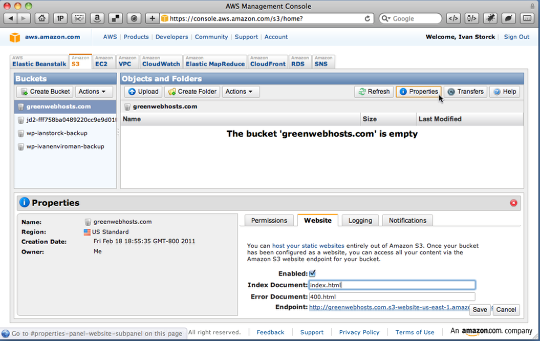 AWS Management Console
https://console.aws.amazon.com/s3/home?
Google
aws.amazon.com
AWS | Products | Developers | Community | Support | Account
Welcome, Ivan Storck | Sign Out
AWS Elastic Beanstalk
Amazon S3
Amazon EC2
Amazon VPC
Amazon CloudWatch
Amazon Elastic MapReduce
Amazon CloudFront
Amazon RDS
Amazon SNS
Buckets
Create Bucket Actions
greenwebhosts.com
wp-ianstorck-backup
wp-ivanenviroman-backup
Objects and Folders
Upload Create Folder Actions Refresh Properties Transfers Help
greenwebhosts.com
Name Size Last Modified
The bucket 'greenwebhosts.com' is empty
Properties
Name: greenwebhosts.com
Region: US Standard
Creation Date: Fri Feb 18 18:55:35 GMT-800 2011
Owner: Me
Permissions Website Logging Notifications
You can host your static websites entirely out of Amazon S3. Once your bucket
has been configured as a website, you can access all your content via the
Amazon S3 website endpoint for your bucket.
Enabled:
Index Document: index.html
Error Document: 400.html
Endpoint: http://greenwebhosts.com.s3-website-us-east-1.amazon
Save Cancel
Go to #properties-panel-website-subpanel on this page
All right reserved.
Feedback Support Privacy Policy Terms of Use
An amazon.com company